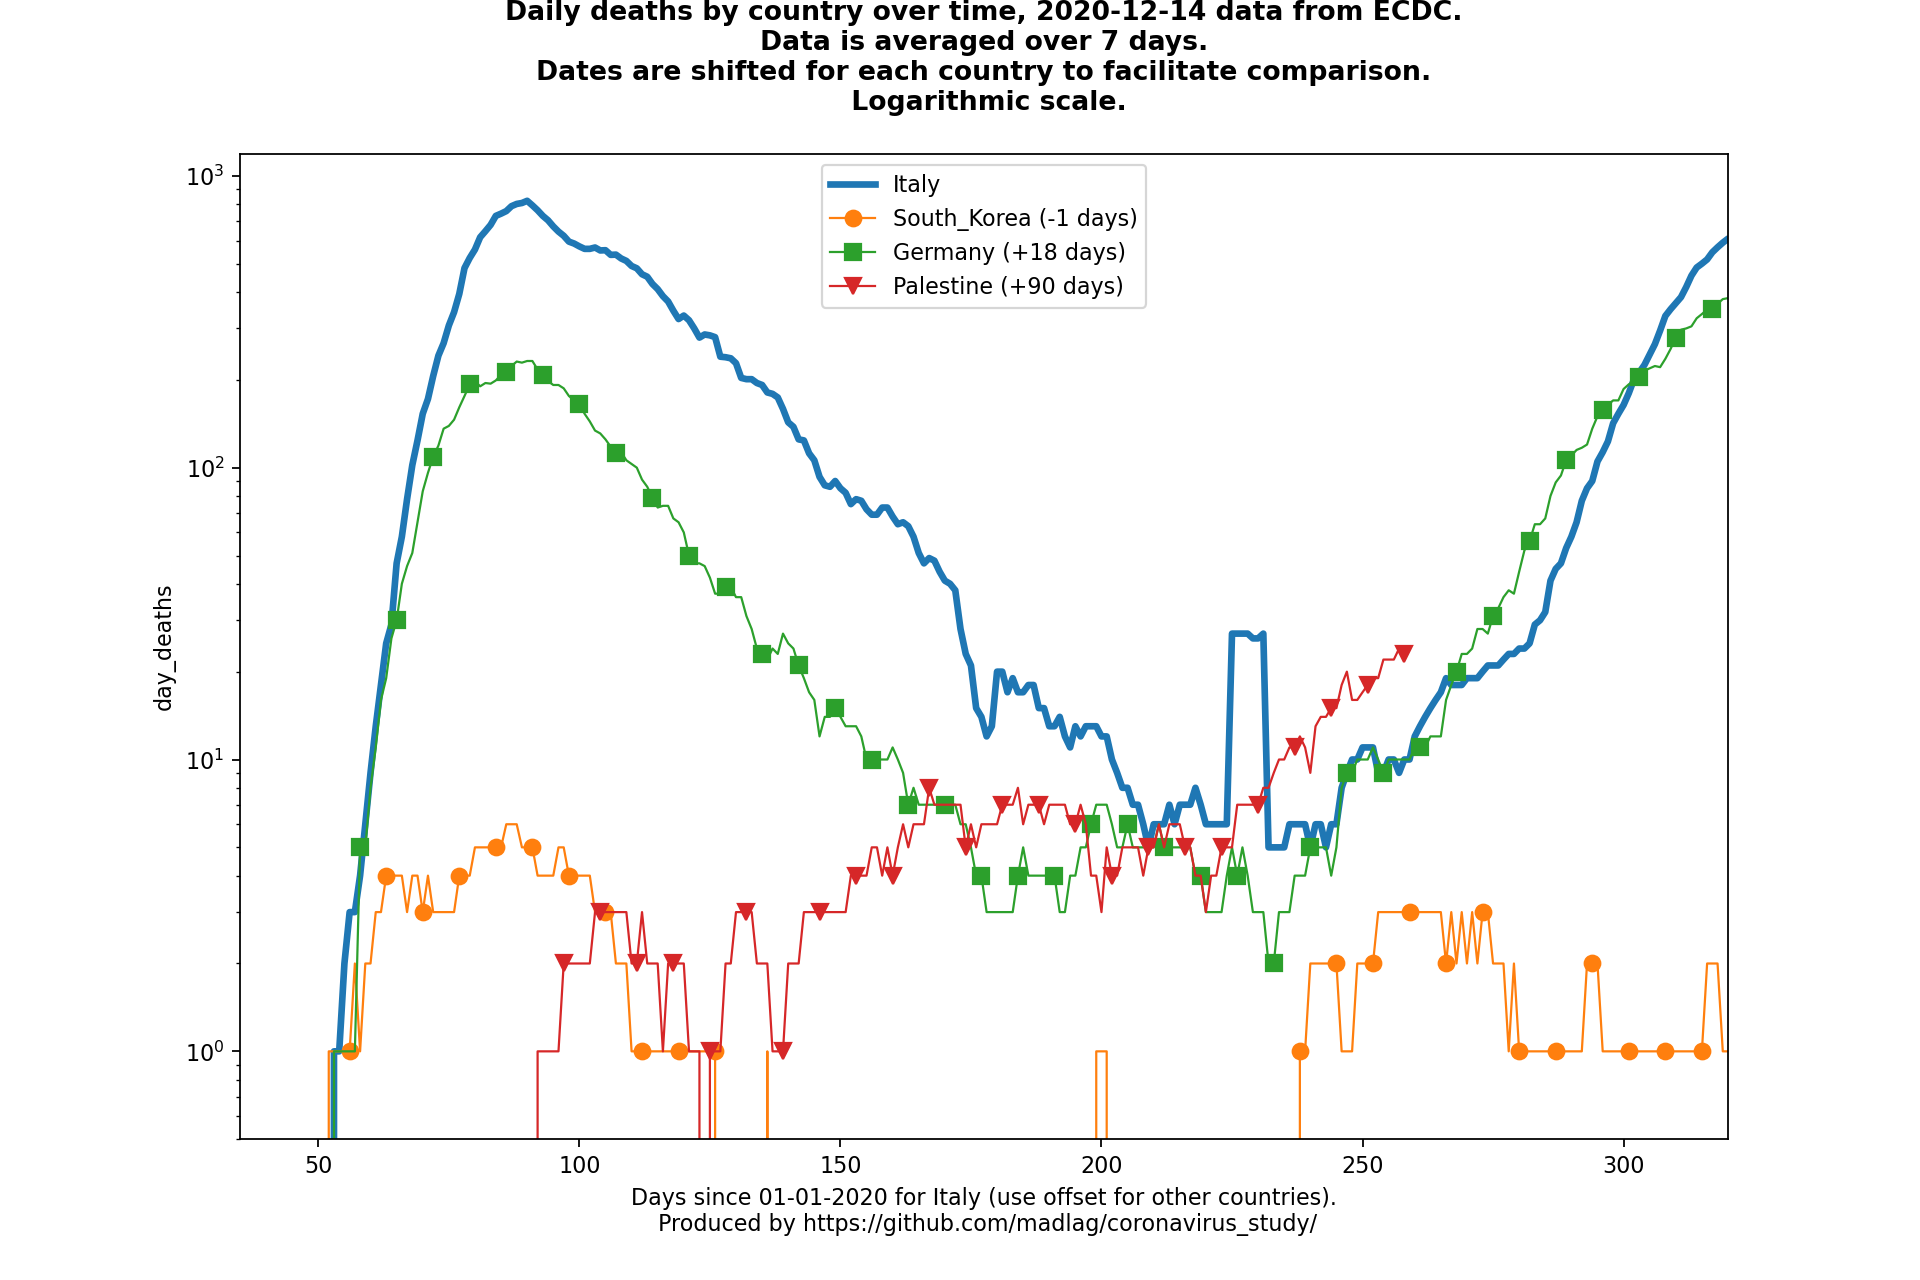 Daily deaths by country over time, 2020-12-14 data from ECDC.
Data is averaged over 7 days.
Dates are shifted for each country to facilitate comparison.
Logarithmic scale.
Italy
South_Korea (-1 days)
Germany (+18 days)
Palestine (+90 days)
day_deaths
10³
10²
10¹
10⁰
50 100 150 200 250 300
Days since 01-01-2020 for Italy (use offset for other countries).
Produced by https://github.com/madlag/coronavirus_study/